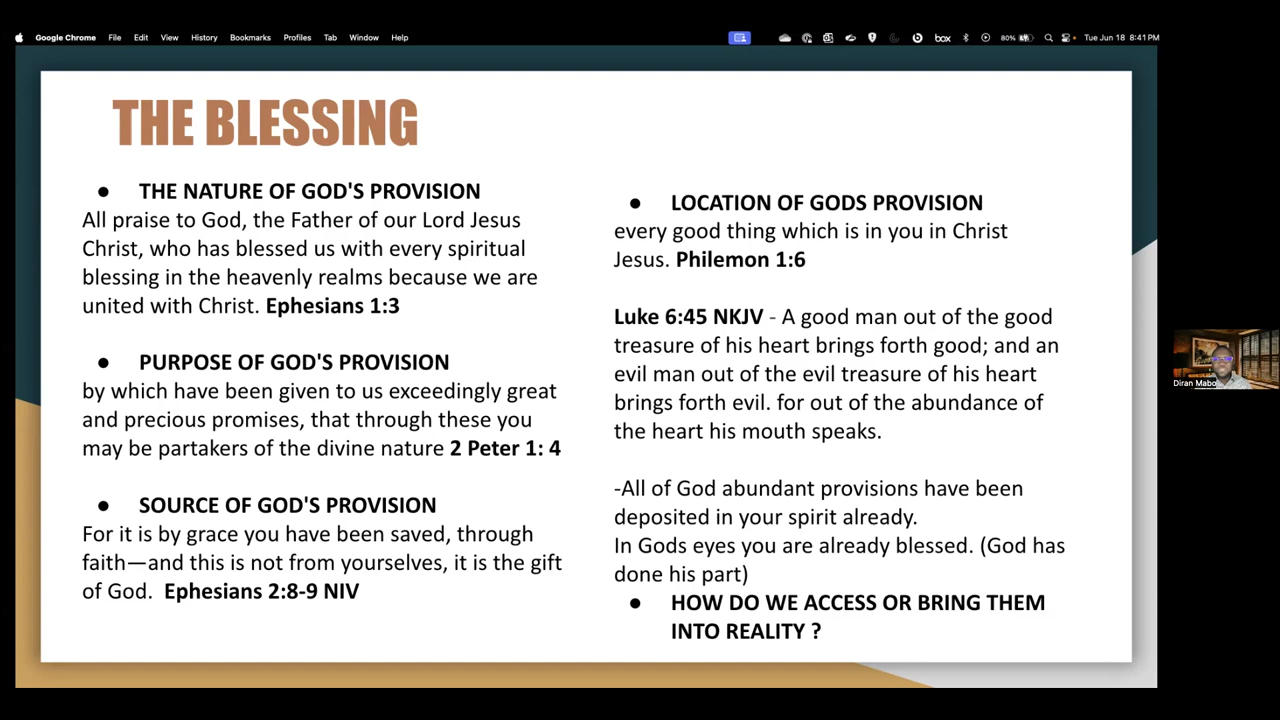 Google Chrome File Edit View History Bookmarks Profiles Tab Window Help
box 80% Tue Jun 18 8:41 PM
THE BLESSING
● THE NATURE OF GOD'S PROVISION
All praise to God, the Father of our Lord Jesus
Christ, who has blessed us with every spiritual
blessing in the heavenly realms because we are
united with Christ. Ephesians 1:3
● PURPOSE OF GOD'S PROVISION
by which have been given to us exceedingly great
and precious promises, that through these you
may be partakers of the divine nature 2 Peter 1: 4
● SOURCE OF GOD'S PROVISION
For it is by grace you have been saved, through
faith—and this is not from yourselves, it is the gift
of God. Ephesians 2:8-9 NIV
● LOCATION OF GODS PROVISION
every good thing which is in you in Christ
Jesus. Philemon 1:6
Luke 6:45 NKJV - A good man out of the good
treasure of his heart brings forth good; and an
evil man out of the evil treasure of his heart
brings forth evil. for out of the abundance of
the heart his mouth speaks.
-All of God abundant provisions have been
deposited in your spirit already.
In Gods eyes you are already blessed. (God has
done his part)
● HOW DO WE ACCESS OR BRING THEM
INTO REALITY ?
Diran Mabo